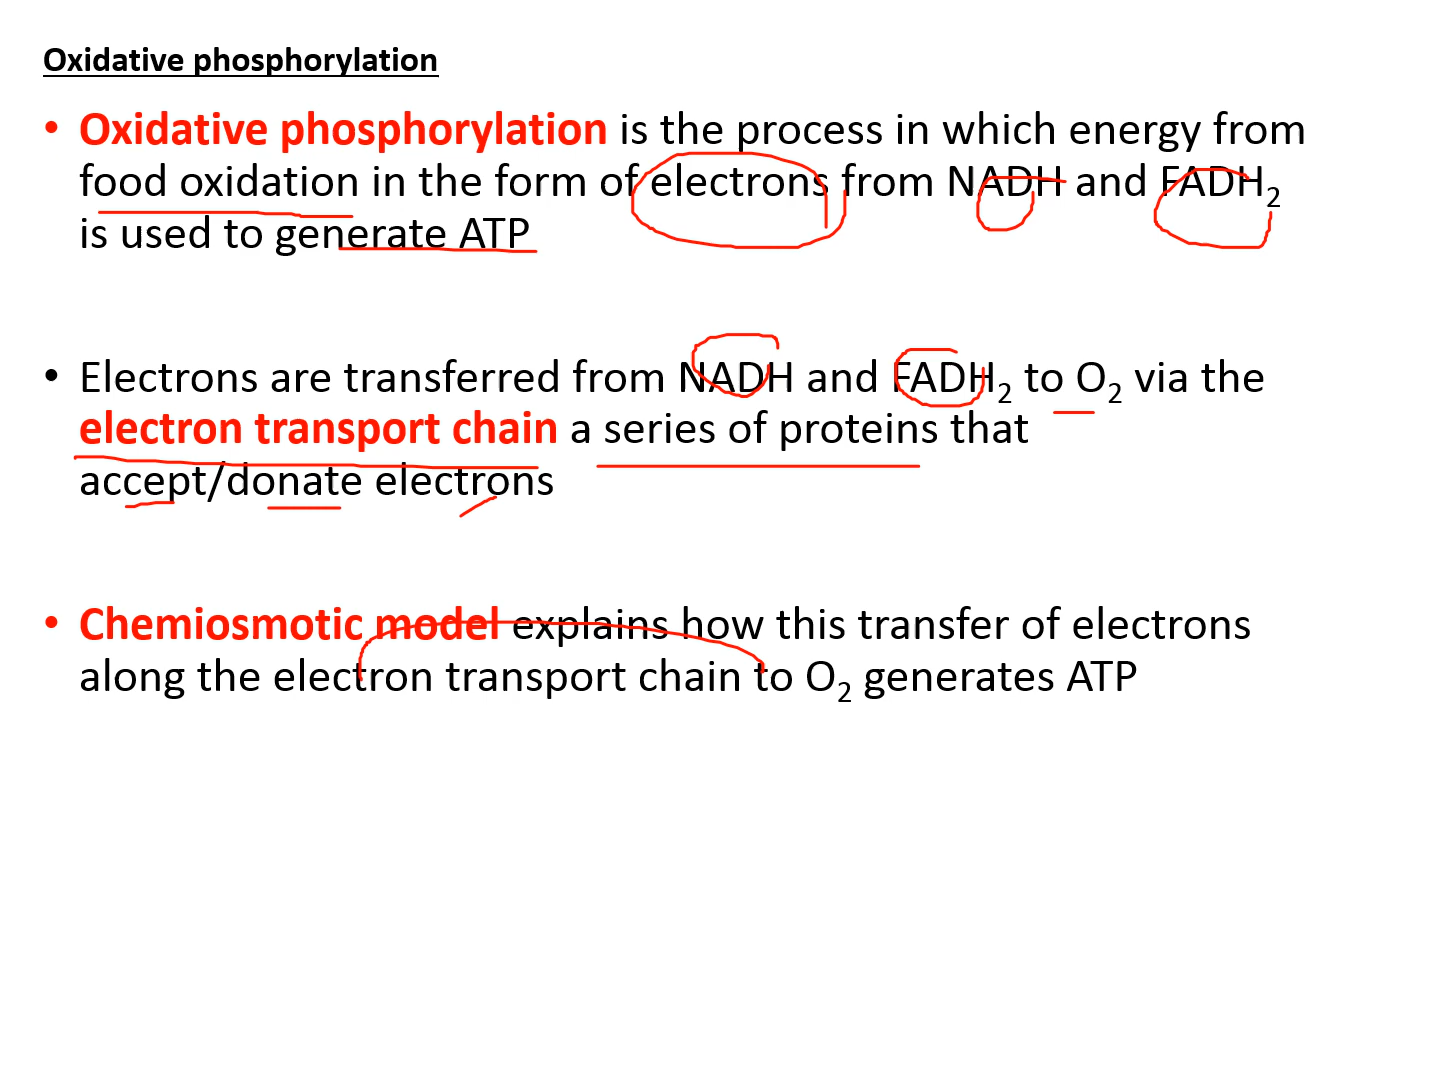 Oxidative phosphorylation
• Oxidative phosphorylation is the process in which energy from
food oxidation in the form of electrons from NADH and FADH₂
is used to generate ATP
• Electrons are transferred from NADH and FADH₂ to O₂ via the
electron transport chain a series of proteins that
accept/donate electrons
• Chemiosmotic model explains how this transfer of electrons
along the electron transport chain to O₂ generates ATP